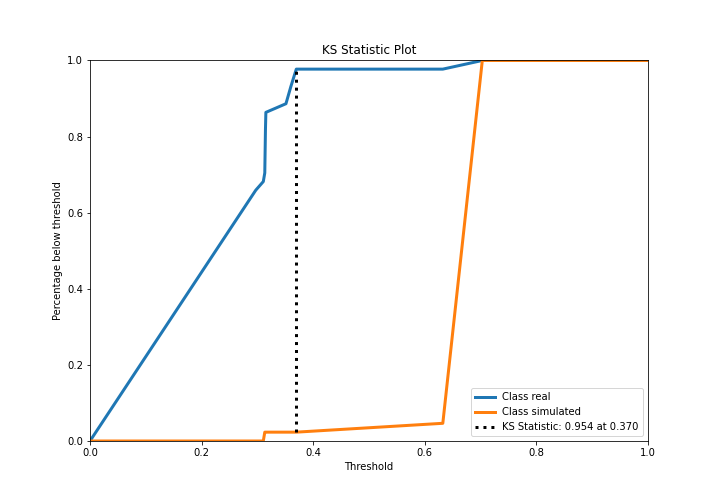 KS Statistic Plot
1.0
0.8
0.6
0.4
0.2
0.0
Percentage below threshold
0.0 0.2 0.4 0.6 0.8 1.0
Threshold
Class real
Class simulated
KS Statistic: 0.954 at 0.370